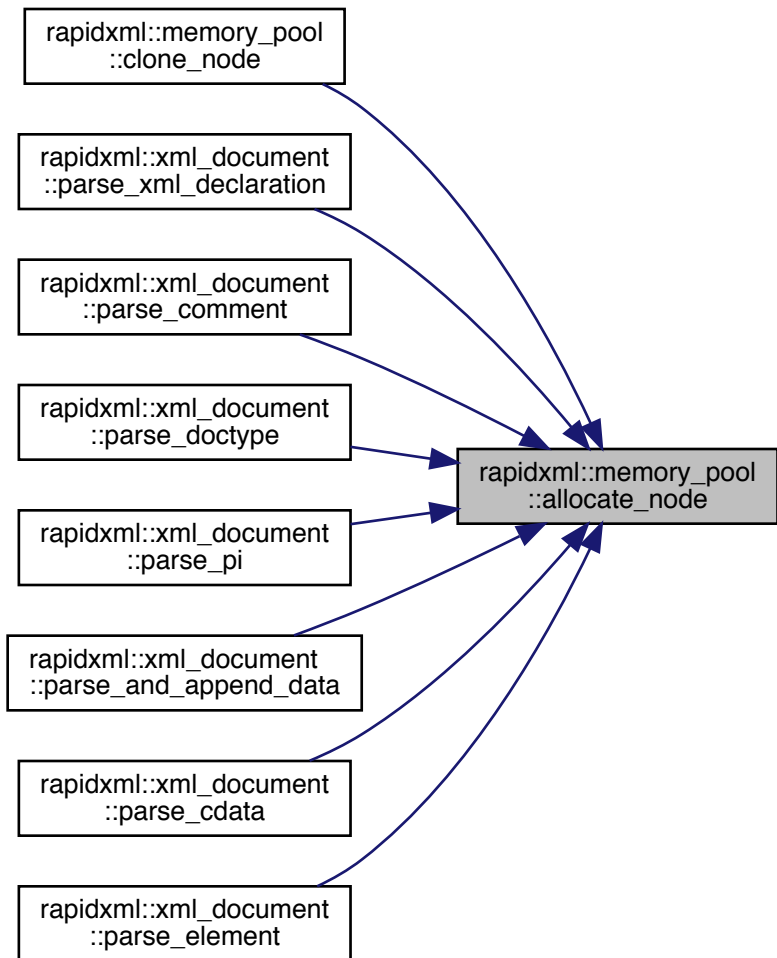 rapidxml::memory_pool
::clone_node
rapidxml::xml_document
::parse_xml_declaration
rapidxml::xml_document
::parse_comment
rapidxml::xml_document
::parse_doctype
rapidxml::memory_pool
::allocate_node
rapidxml::xml_document
::parse_pi
rapidxml::xml_document
::parse_and_append_data
rapidxml::xml_document
::parse_cdata
rapidxml::xml_document
::parse_element